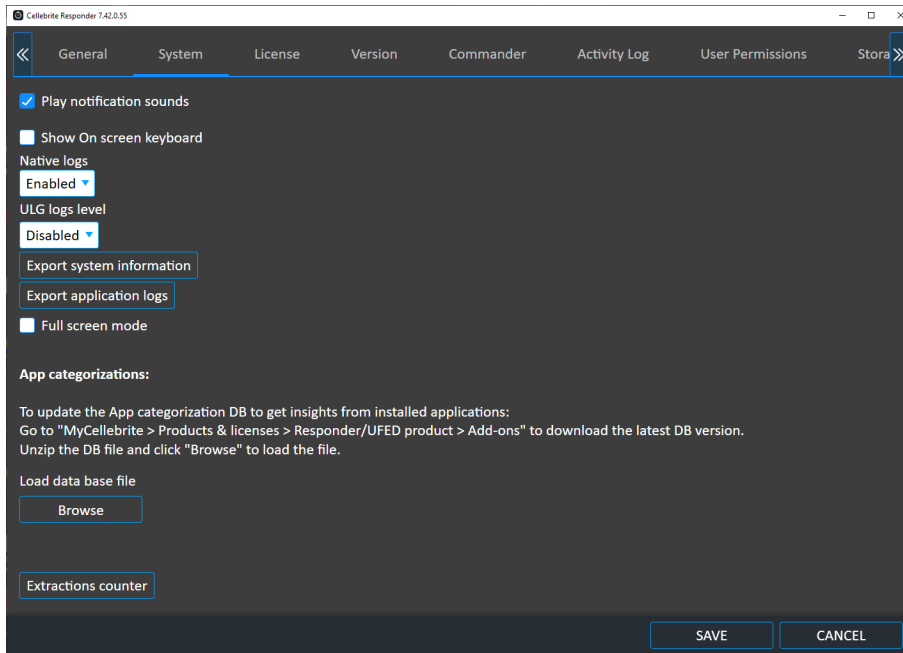 Cellebrite Responder 7.42.0.55
General System License Version Commander Activity Log User Permissions Stora
Play notification sounds
Show On screen keyboard
Native logs
Enabled
ULG logs level
Disabled
Export system information
Export application logs
Full screen mode
App categorizations:
To update the App categorization DB to get insights from installed applications:
Go to "MyCellebrite > Products & licenses > Responder/UFED product > Add-ons" to download the latest DB version.
Unzip the DB file and click "Browse" to load the file.
Load data base file
Browse
Extractions counter
SAVE CANCEL